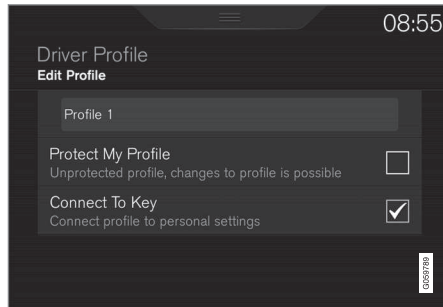 08:55
Driver Profile
Edit Profile
Profile 1
Protect My Profile
Unprotected profile, changes to profile is possible
Connect To Key
Connect profile to personal settings
G059789